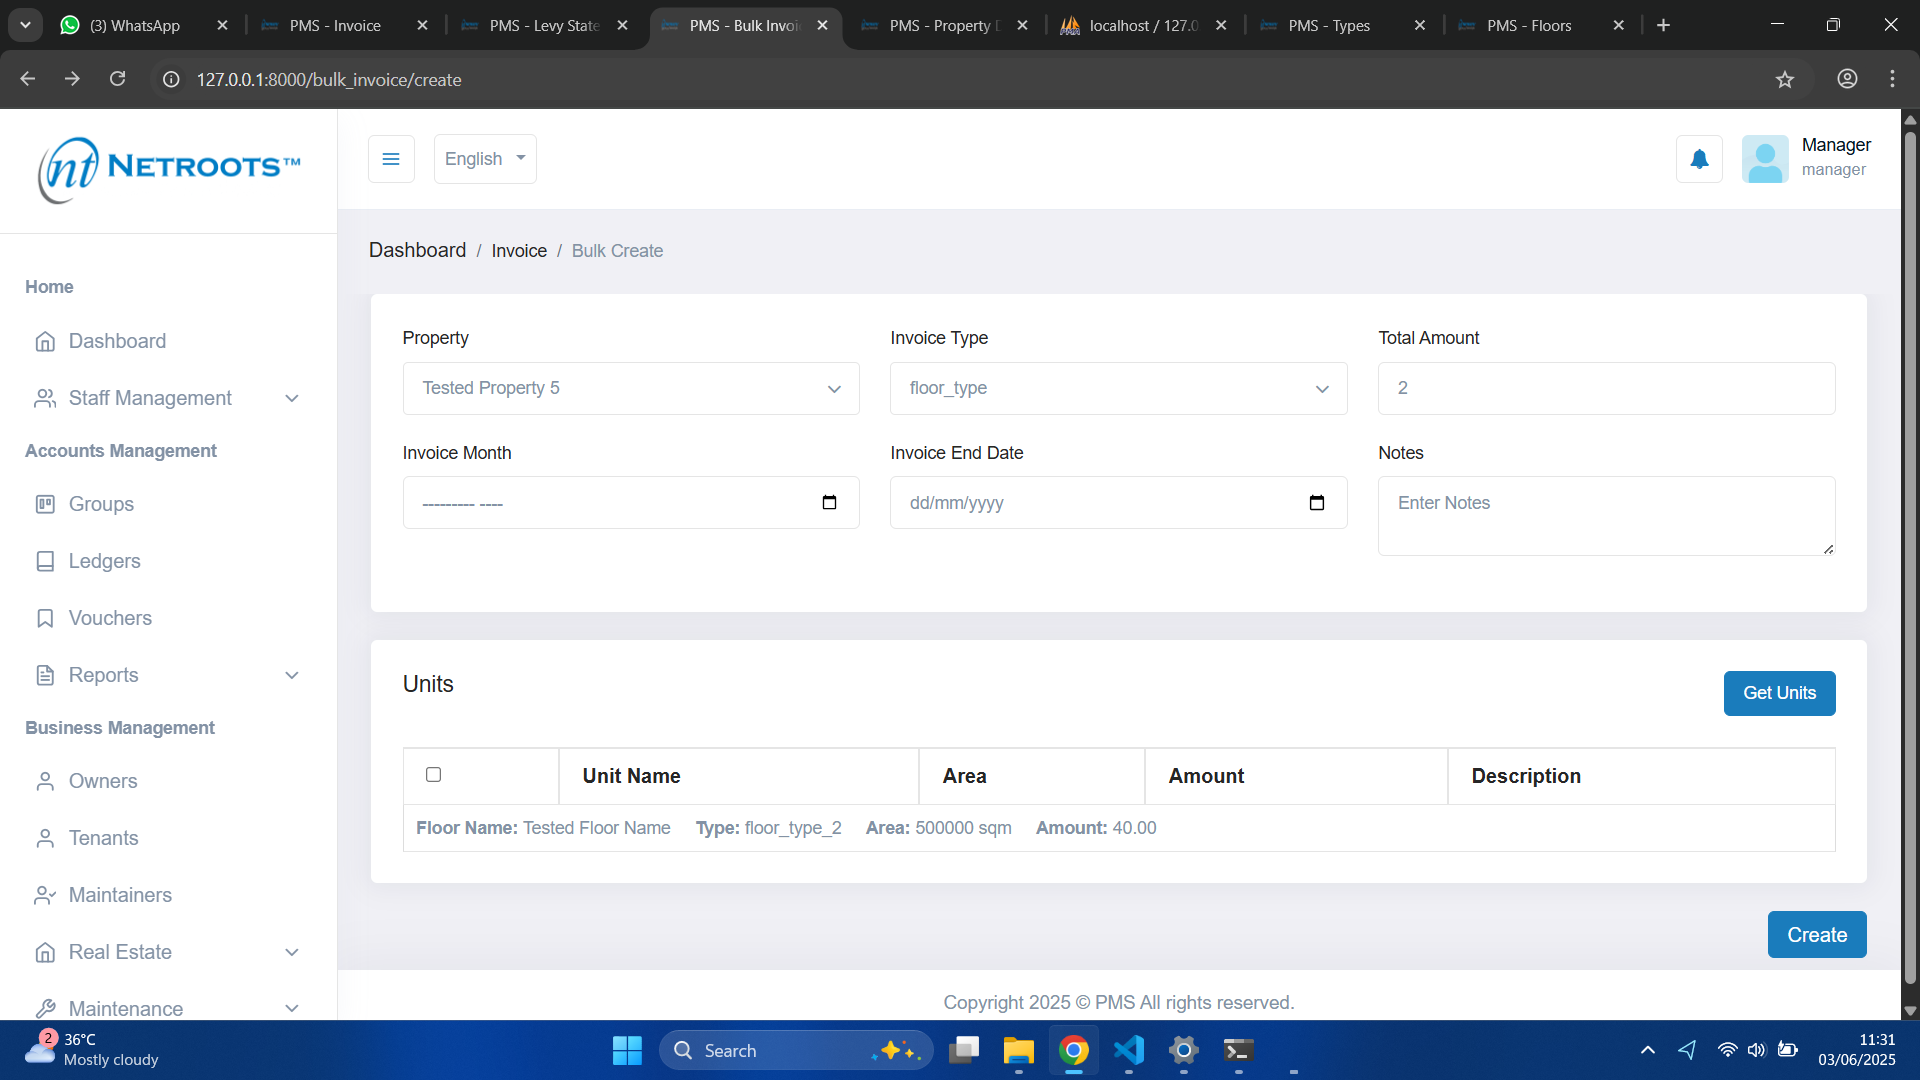 (3) WhatsApp
PMS - Invoice
PMS - Levy State
PMS - Bulk Invoi
PMS - Property D
localhost / 127.0
PMS - Types
PMS - Floors
127.0.0.1:8000/bulk_invoice/create
nt NETROOTS™
English
Manager
manager
Dashboard / Invoice / Bulk Create
Home
Dashboard
Staff Management
Accounts Management
Groups
Ledgers
Vouchers
Reports
Business Management
Owners
Tenants
Maintainers
Real Estate
Maintenance
Property
Invoice Type
Total Amount
Tested Property 5
floor_type
2
Invoice Month
Invoice End Date
Notes
--------- ----
dd/mm/yyyy
Enter Notes
Units
Get Units
Unit Name Area Amount Description
Floor Name: Tested Floor Name Type: floor_type_2 Area: 500000 sqm Amount: 40.00
Create
Copyright 2025 © PMS All rights reserved.
2
36°C
Mostly cloudy
Search
11:31
03/06/2025